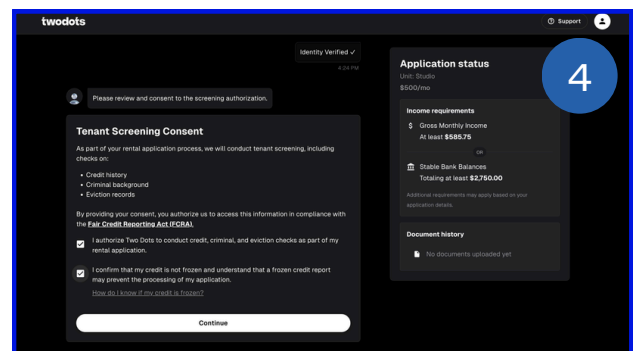 twodots
Support
Identity Verified ✓
4:24 PM
Please review and consent to the screening authorization.
Tenant Screening Consent
As part of your rental application process, we will conduct tenant screening, including
checks on:
• Credit history
• Criminal background
• Eviction records
By providing your consent, you authorize us to access this information in compliance with
the Fair Credit Reporting Act (FCRA).
I authorize Two Dots to conduct credit, criminal, and eviction checks as part of my
rental application.
I confirm that my credit is not frozen and understand that a frozen credit report
may prevent the processing of my application.
How do I know if my credit is frozen?
Continue
Application status
Unit: Studio
$500/mo
4
Income requirements
$ Gross Monthly Income
At least $585.75
OR
Stable Bank Balances
Totaling at least $2,750.00
Additional requirements may apply based on your
application details.
Document history
No documents uploaded yet